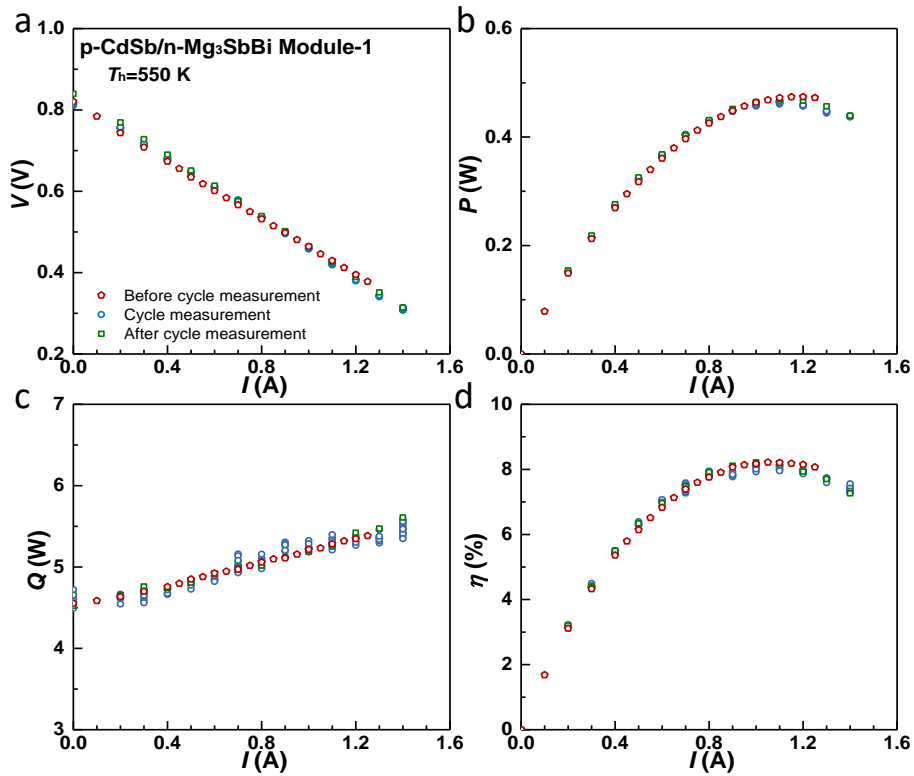 a
p-CdSb/n-Mg₃SbBi Module-1
Tₕ=550 K
1.0
0.8
0.6
0.4
0.2
V (V)
0.0 0.4 0.8 1.2 1.6
I (A)
Before cycle measurement
Cycle measurement
After cycle measurement
b
0.6
0.4
0.2
0.0
P (W)
0.0 0.4 0.8 1.2 1.6
I (A)
c
7
6
5
4
3
Q (W)
0.0 0.4 0.8 1.2 1.6
I (A)
d
10
8
6
4
2
0
η (%)
0.0 0.4 0.8 1.2 1.6
I (A)